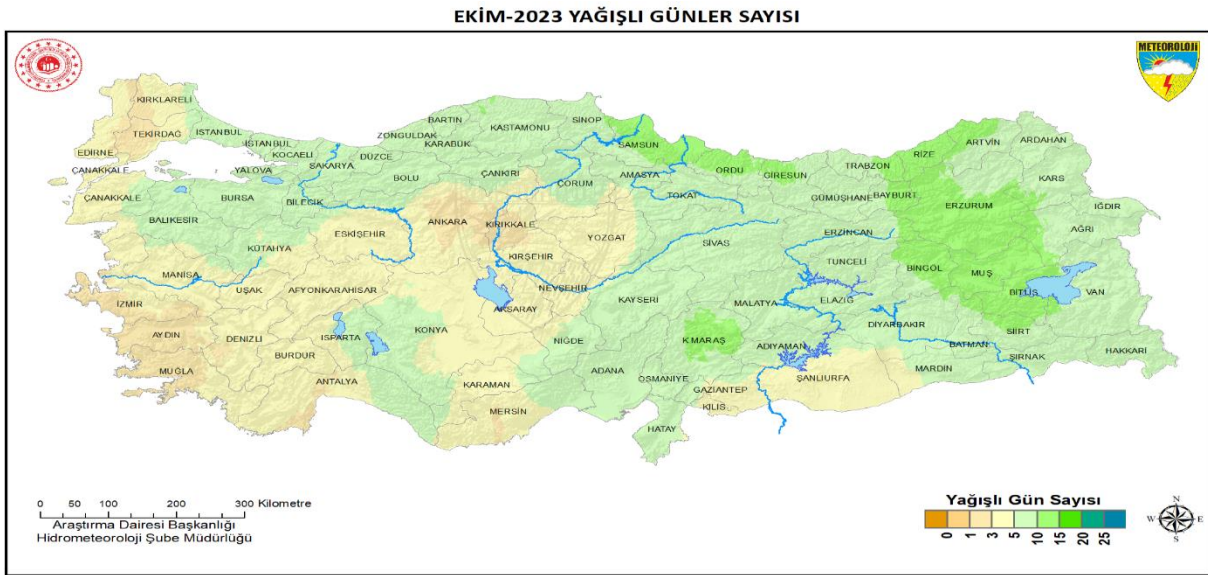 EKİM-2023 YAĞIŞLI GÜNLER SAYISI
METEOROLOJİ
KIRKLARELİ
TEKİRDAĞ
İSTANBUL
EDİRNE
ÇANAKKALE
İSTANBUL
KOCAELİ
YALOVA
SAKARYA
DÜZCE
ZONGULDAK
BARTIN
KARABÜK
KASTAMONU
SİNOP
SAMSUN
ORDU
GİRESUN
TRABZON
RİZE
ARTVİN
ARDAHAN
KARS
ÇANAKKALE
BALIKESİR
BURSA
BİLECİK
BOLU
ÇANKIRI
ÇORUM
AMASYA
TOKAT
GÜMÜŞHANE
BAYBURT
ERZURUM
IĞDIR
AĞRI
KÜTAHYA
ESKİŞEHİR
ANKARA
KIRIKKALE
YOZGAT
SİVAS
ERZİNCAN
TUNCELİ
BİNGÖL
MUŞ
BİTLİS
VAN
MANİSA
UŞAK
AFYONKARAHİSAR
KIRŞEHİR
NEVŞEHİR
AKSARAY
KAYSERİ
MALATYA
ELAZIĞ
DİYARBAKIR
İZMİR
AYDIN
DENİZLİ
ISPARTA
KONYA
NİĞDE
K.MARAŞ
ADIYAMAN
BATMAN
SİİRT
ŞIRNAK
HAKKARİ
MUĞLA
BURDUR
ANTALYA
KARAMAN
MERSİN
ADANA
OSMANİYE
GAZİANTEP
KİLİS
ŞANLIURFA
MARDİN
HATAY
0 50 100 200 300 Kilometre
Araştırma Dairesi Başkanlığı
Hidrometeoroloji Şube Müdürlüğü
Yağışlı Gün Sayısı
0 1 3 5 10 15 20 25
N
W E
S